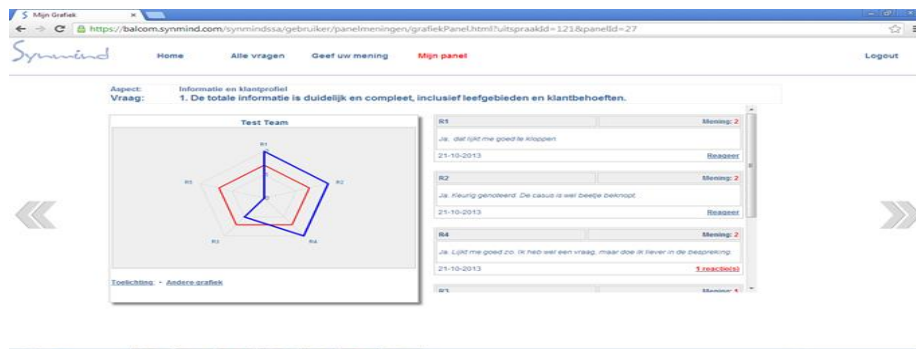 Mijn Grafiek
https://balcom.synmind.com/synmindssa/gebruiker/panelmeningen/grafiekPanel.html?uitspraakId=121&panelId=27
Synmind
Home
Alle vragen
Geef uw mening
Mijn panel
Logout
Aspect: Informatie en klantprofiel
Vraag: 1. De totale informatie is duidelijk en compleet, inclusief leefgebieden en klantbehoeften.
Test Team
R1
R2
R4
R3
Toelichting - Andere grafiek
R1 Mening: 2
Ja, dat lijkt me goed te kloppen
21-10-2013 Reageer
R2 Mening: 2
Ja. Keurig genoteerd. De casus is wel beetje beknopt.
21-10-2013 Reageer
R4 Mening: 2
Ja. Lijkt me goed zo. Ik heb wel een vraag, maar doe ik liever in de bespreking.
21-10-2013 1 reactie(s)
R3 Mening: 1